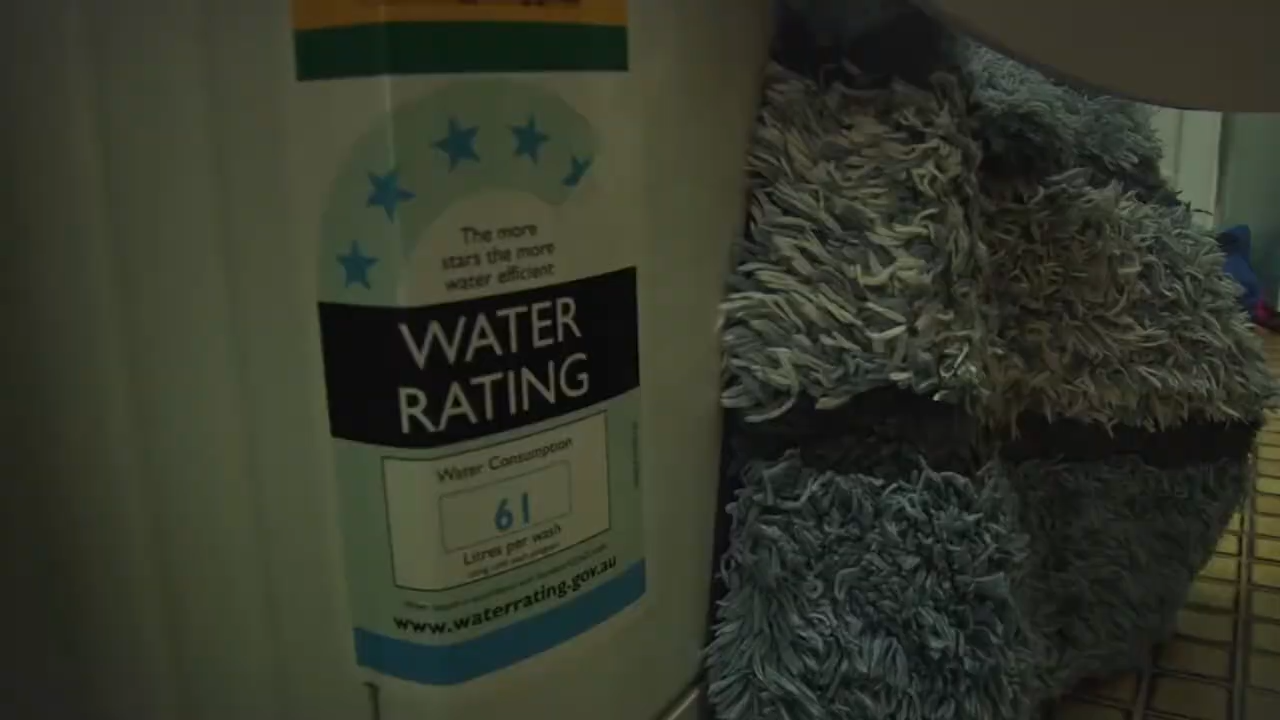 The more
stars the more
water efficient
WATER
RATING
Water Consumption
61
Litres per wash
www.waterrating.gov.au